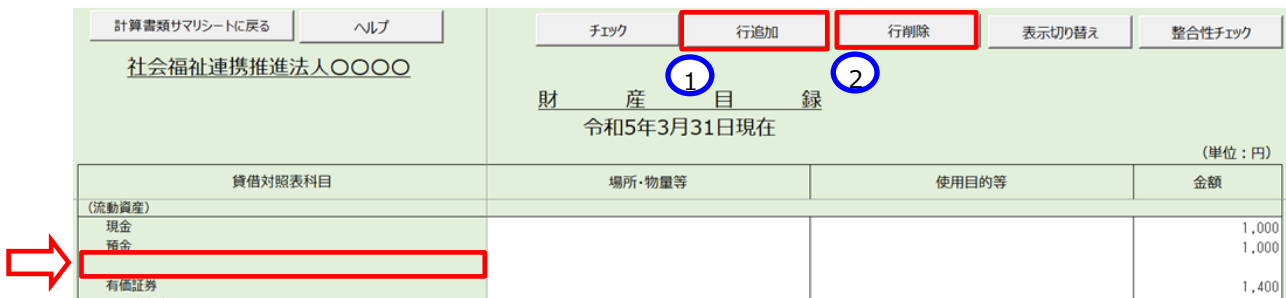 計算書類サマリシートに戻る ヘルプ チェック 行追加 行削除 表示切り替え 整合性チェック
社会福祉連携推進法人〇〇〇〇
1 2
財 産 目 録
令和5年3月31日現在
(単位：円)
貸借対照表科目 場所・物量等 使用目的等 金額
(流動資産)
現金 1,000
預金 1,000
有価証券 1,400